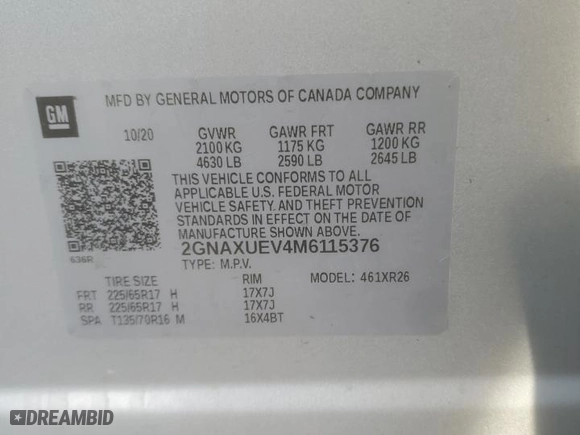 GM
MFD BY GENERAL MOTORS OF CANADA COMPANY
10/20 GVWR GAWR FRT GAWR RR
2100 KG 1175 KG 1200 KG
4630 LB 2590 LB 2645 LB
THIS VEHICLE CONFORMS TO ALL
APPLICABLE U.S. FEDERAL MOTOR
VEHICLE SAFETY, AND THEFT PREVENTION
STANDARDS IN EFFECT ON THE DATE OF
MANUFACTURE SHOWN ABOVE.
636R 2GNAXUEV4M6115376
TYPE: M.P.V.
TIRE SIZE RIM MODEL: 461XR26
FRT 225/65R17 H 17X7J
RR 225/65R17 H 17X7J
SPA T135/70R16 M 16X4BT
DREAMBID